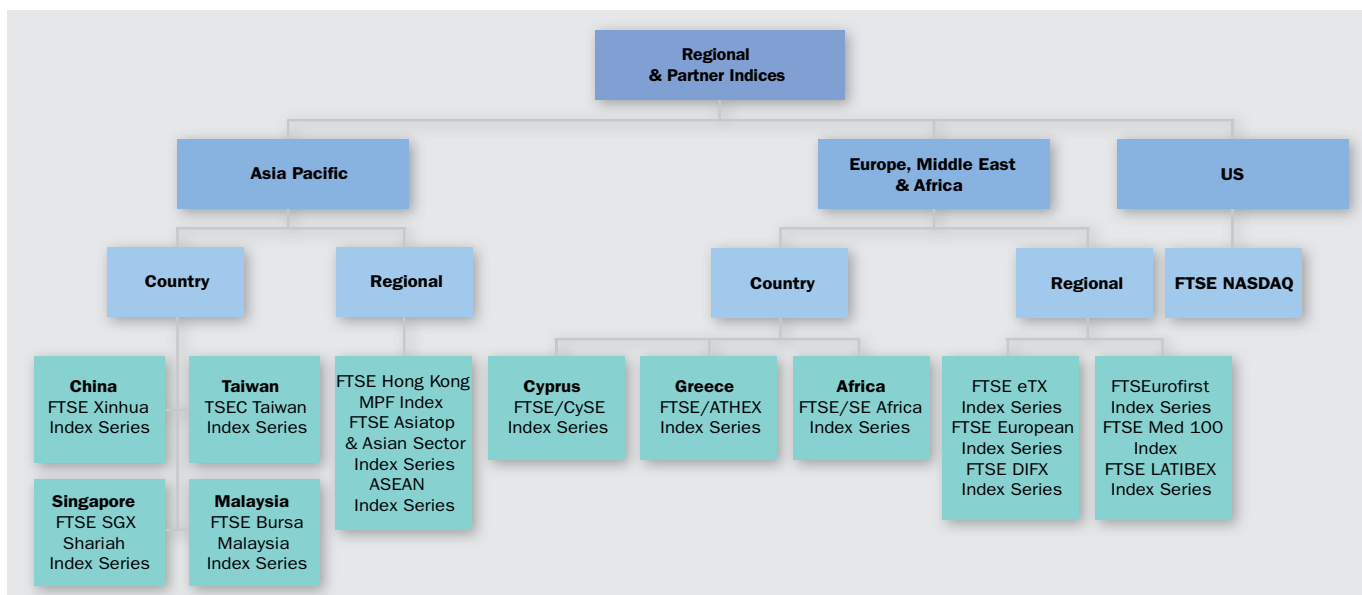 Regional
& Partner Indices
Asia Pacific
Europe, Middle East
& Africa
US
Country
Regional
Country
Regional
FTSE NASDAQ
China
FTSE Xinhua
Index Series
Taiwan
TSEC Taiwan
Index Series
FTSE Hong Kong
MPF Index
FTSE Asiatop
& Asian Sector
Index Series
ASEAN
Index Series
Cyprus
FTSE/CySE
Index Series
Greece
FTSE/ATHEX
Index Series
Africa
FTSE/SE Africa
Index Series
FTSE eTX
Index Series
FTSE European
Index Series
FTSE DIFX
Index Series
FTSEurofirst
Index Series
FTSE Med 100
Index
FTSE LATIBEX
Index Series
Singapore
FTSE SGX
Shariah
Index Series
Malaysia
FTSE Bursa
Malaysia
Index Series